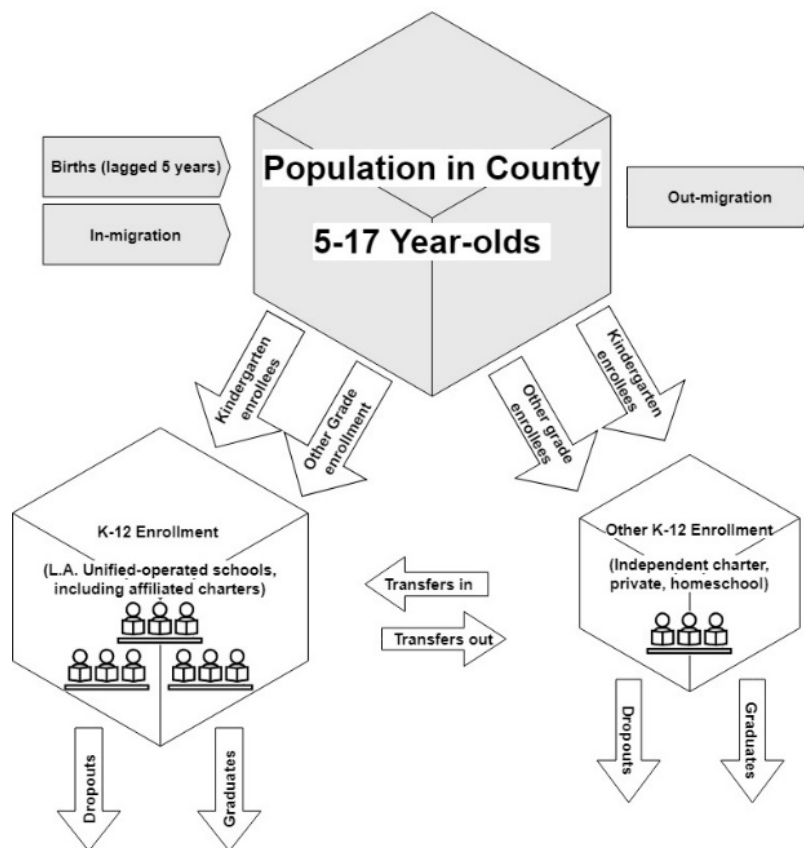 Population in County
5-17 Year-olds
Births (lagged 5 years)
In-migration
Out-migration
Kindergarten
enrollees
Other Grade
enrollment
Other grade
enrollees
Kindergarten
enrollees
K-12 Enrollment
(L.A. Unified-operated schools,
including affiliated charters)
Transfers in
Transfers out
Other K-12 Enrollment
(Independent charter,
private, homeschool)
Dropouts
Graduates
Dropouts
Graduates